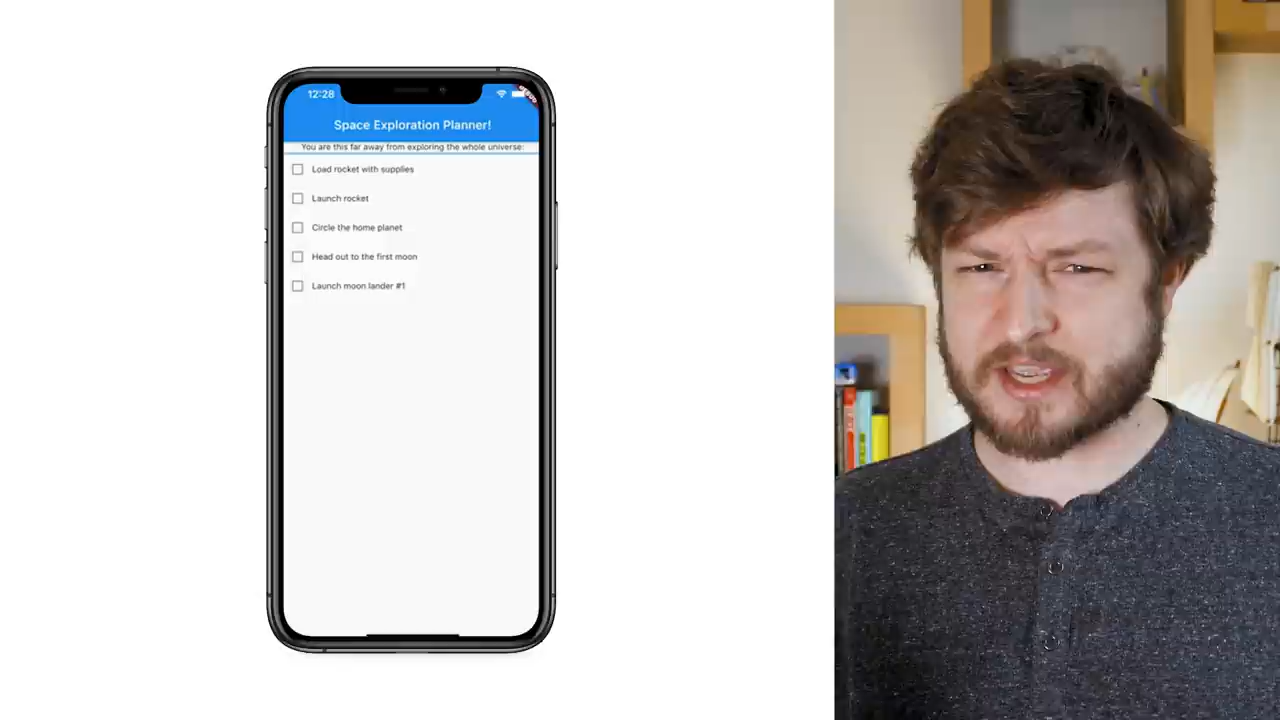 12:28
Space Exploration Planner!
You are this far away from exploring the whole universe:
Load rocket with supplies
Launch rocket
Circle the home planet
Head out to the first moon
Launch moon lander #1